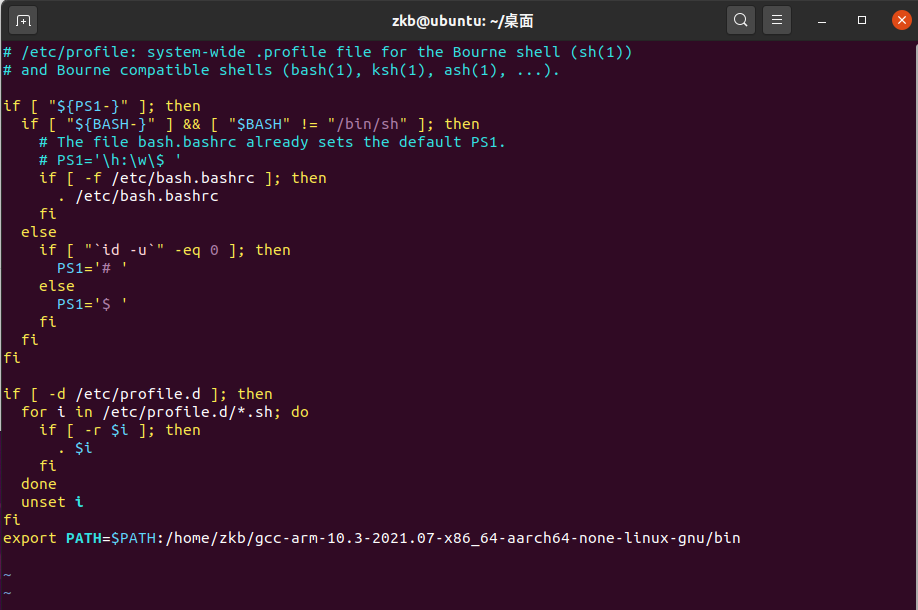 zkb@ubuntu: ~/桌面
# /etc/profile: system-wide .profile file for the Bourne shell (sh(1))
# and Bourne compatible shells (bash(1), ksh(1), ash(1), ...).

if [ "${PS1-}" ]; then
  if [ "${BASH-}" ] && [ "$BASH" != "/bin/sh" ]; then
    # The file bash.bashrc already sets the default PS1.
    # PS1='\h:\w\$ '
    if [ -f /etc/bash.bashrc ]; then
      . /etc/bash.bashrc
    fi
  else
    if [ "`id -u`" -eq 0 ]; then
      PS1='# '
    else
      PS1='$ '
    fi
  fi
fi

if [ -d /etc/profile.d ]; then
  for i in /etc/profile.d/*.sh; do
    if [ -r $i ]; then
      . $i
    fi
  done
  unset i
fi
export PATH=$PATH:/home/zkb/gcc-arm-10.3-2021.07-x86_64-aarch64-none-linux-gnu/bin

~
~